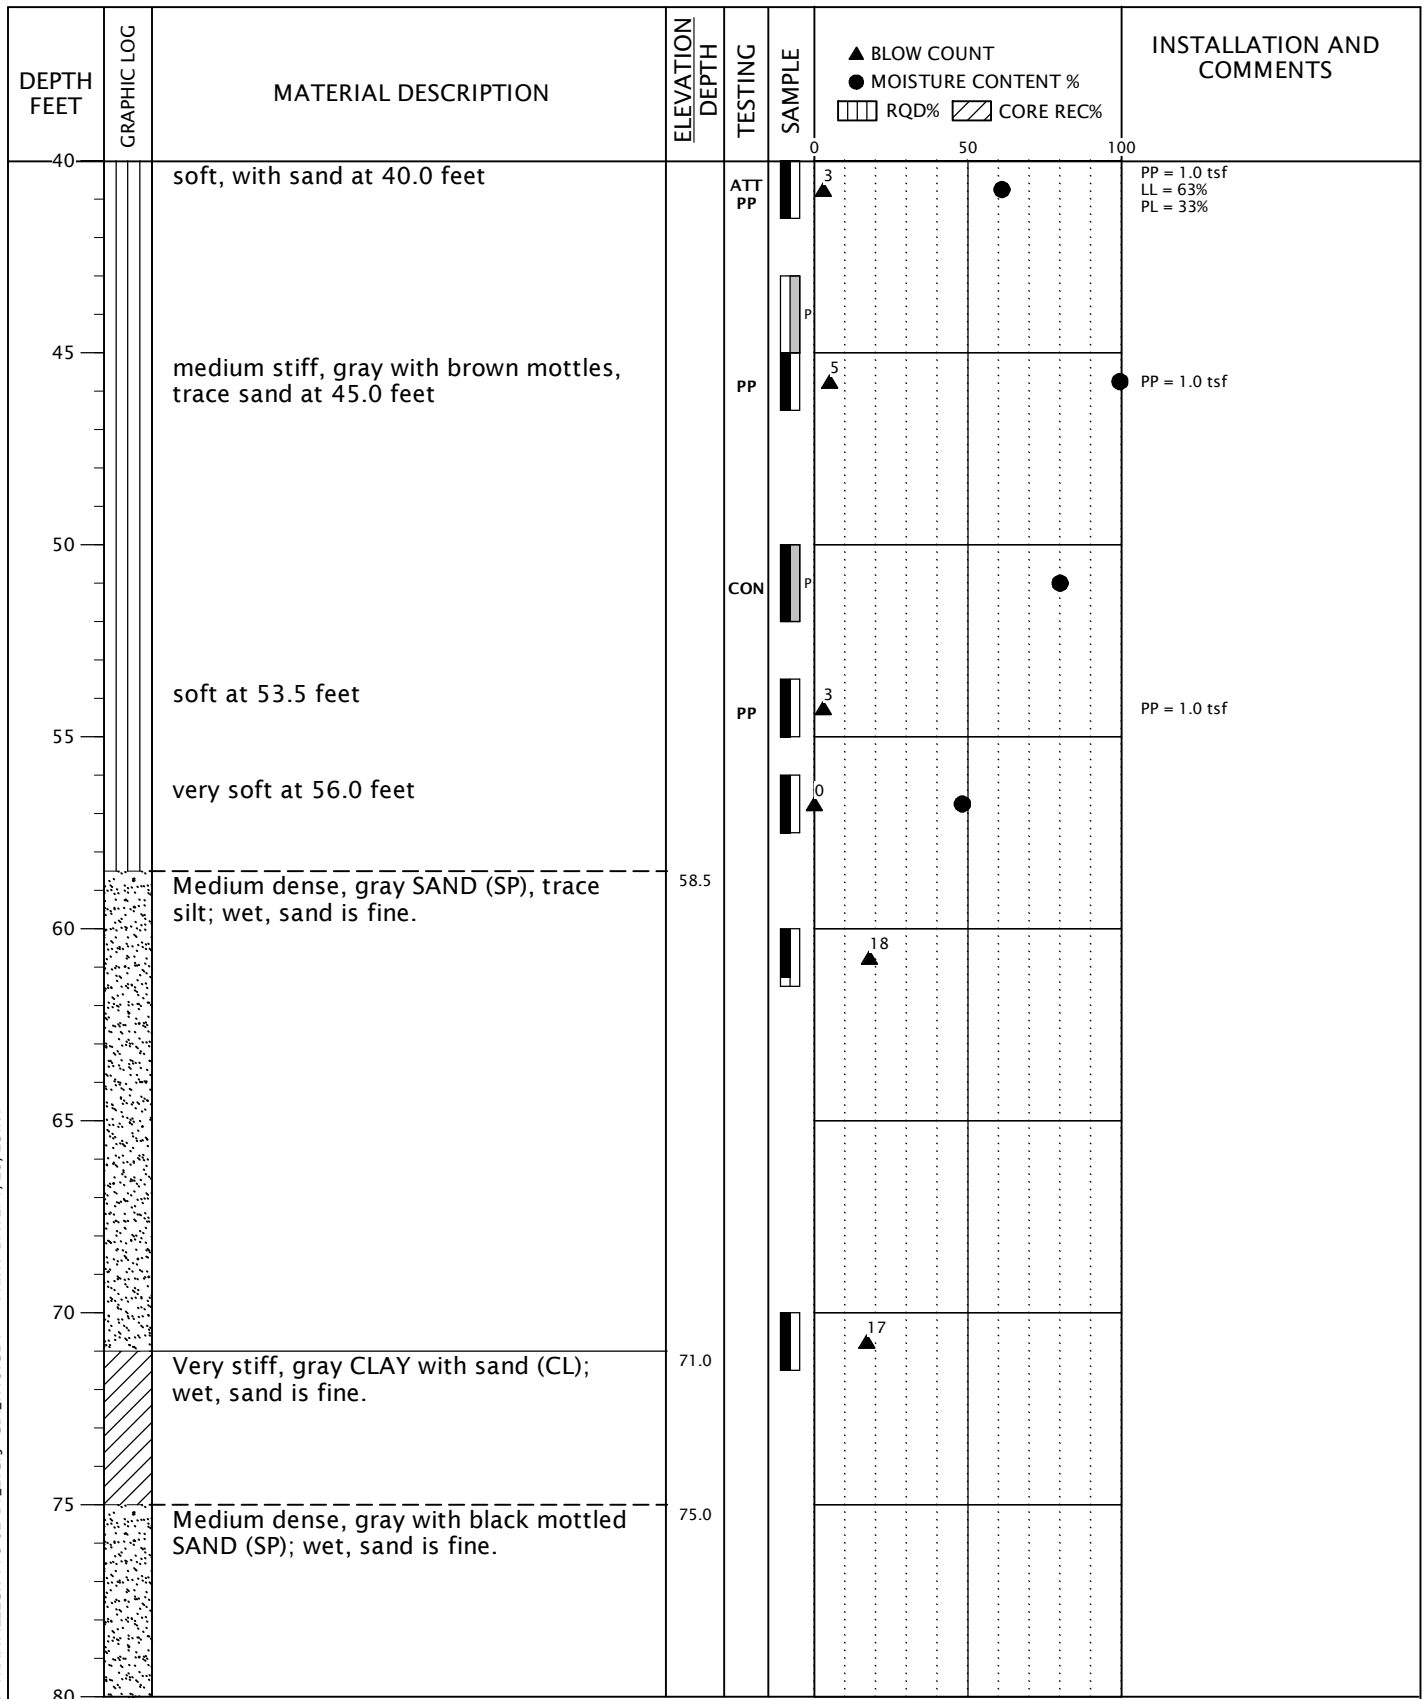 DEPTH
FEET
GRAPHIC LOG
MATERIAL DESCRIPTION
ELEVATION
DEPTH
TESTING
SAMPLE
▲ BLOW COUNT
● MOISTURE CONTENT %
RQD% CORE REC%
INSTALLATION AND
COMMENTS
0 50 100
40
soft, with sand at 40.0 feet
ATT
PP
3
PP = 1.0 tsf
LL = 63%
PL = 33%
P
45
medium stiff, gray with brown mottles,
trace sand at 45.0 feet
PP
5
PP = 1.0 tsf
50
CON
P
soft at 53.5 feet
PP
3
PP = 1.0 tsf
55
very soft at 56.0 feet
0
Medium dense, gray SAND (SP), trace
silt; wet, sand is fine.
58.5
60
18
65
70
17
Very stiff, gray CLAY with sand (CL);
wet, sand is fine.
71.0
75
Medium dense, gray with black mottled
SAND (SP); wet, sand is fine.
75.0
80